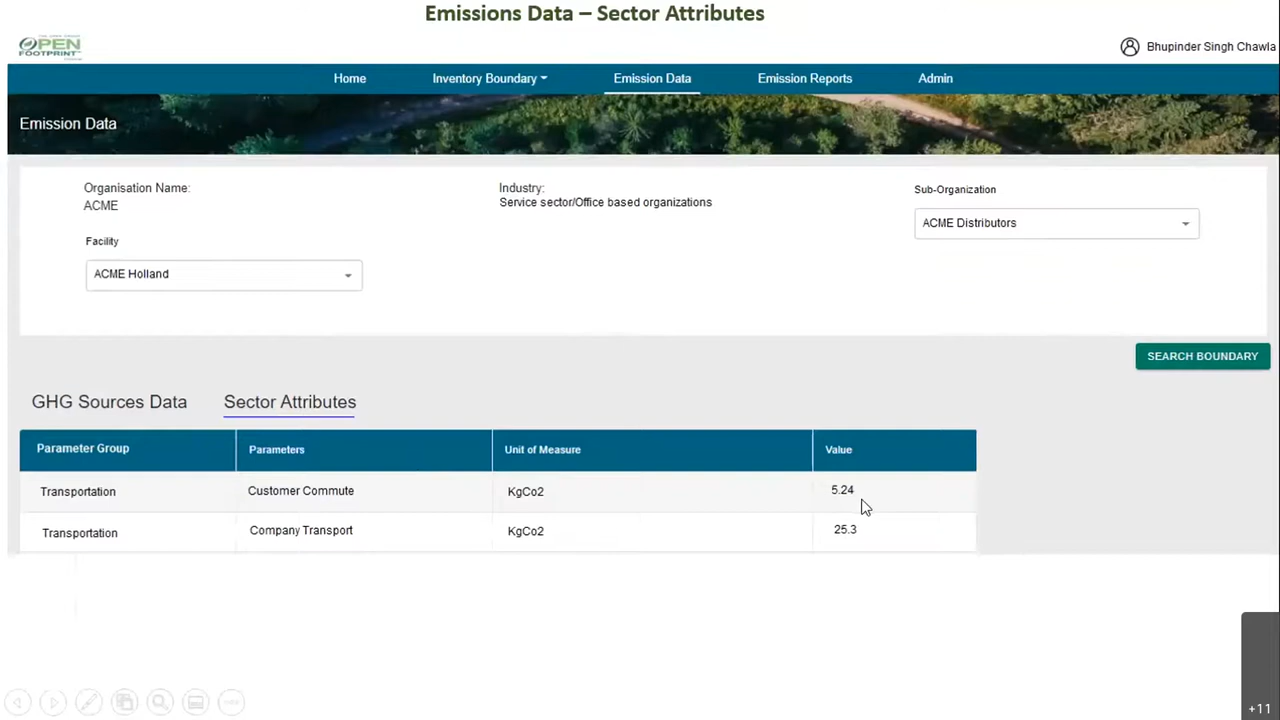 Emissions Data – Sector Attributes
OPEN
FOOTPRINT
Bhupinder Singh Chawla
Home
Inventory Boundary
Emission Data
Emission Reports
Admin
Emission Data
Organisation Name:
ACME
Industry:
Service sector/Office based organizations
Sub-Organization
ACME Distributors
Facility
ACME Holland
SEARCH BOUNDARY
GHG Sources Data
Sector Attributes
Parameter Group
Parameters
Unit of Measure
Value
Transportation
Customer Commute
KgCo2
5.24
Transportation
Company Transport
KgCo2
25.3
+11